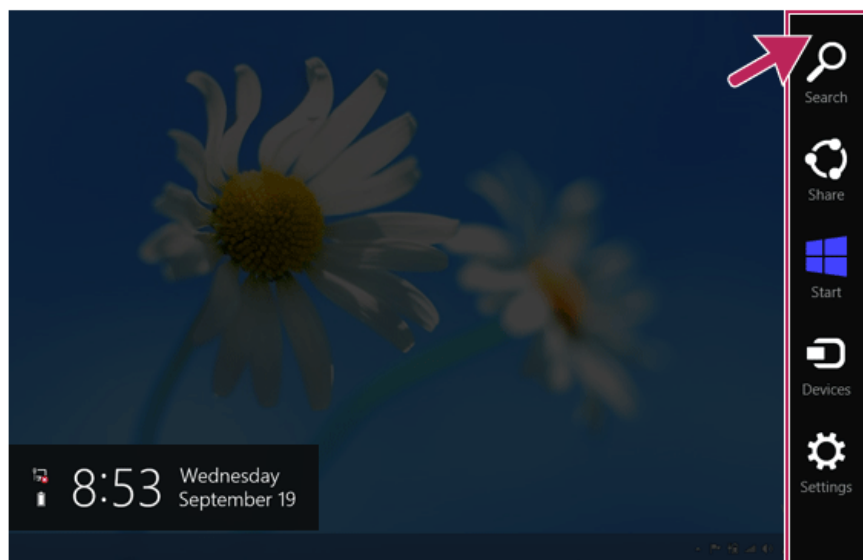 Search
Share
Start
Devices
Settings
8:53
Wednesday
September 19